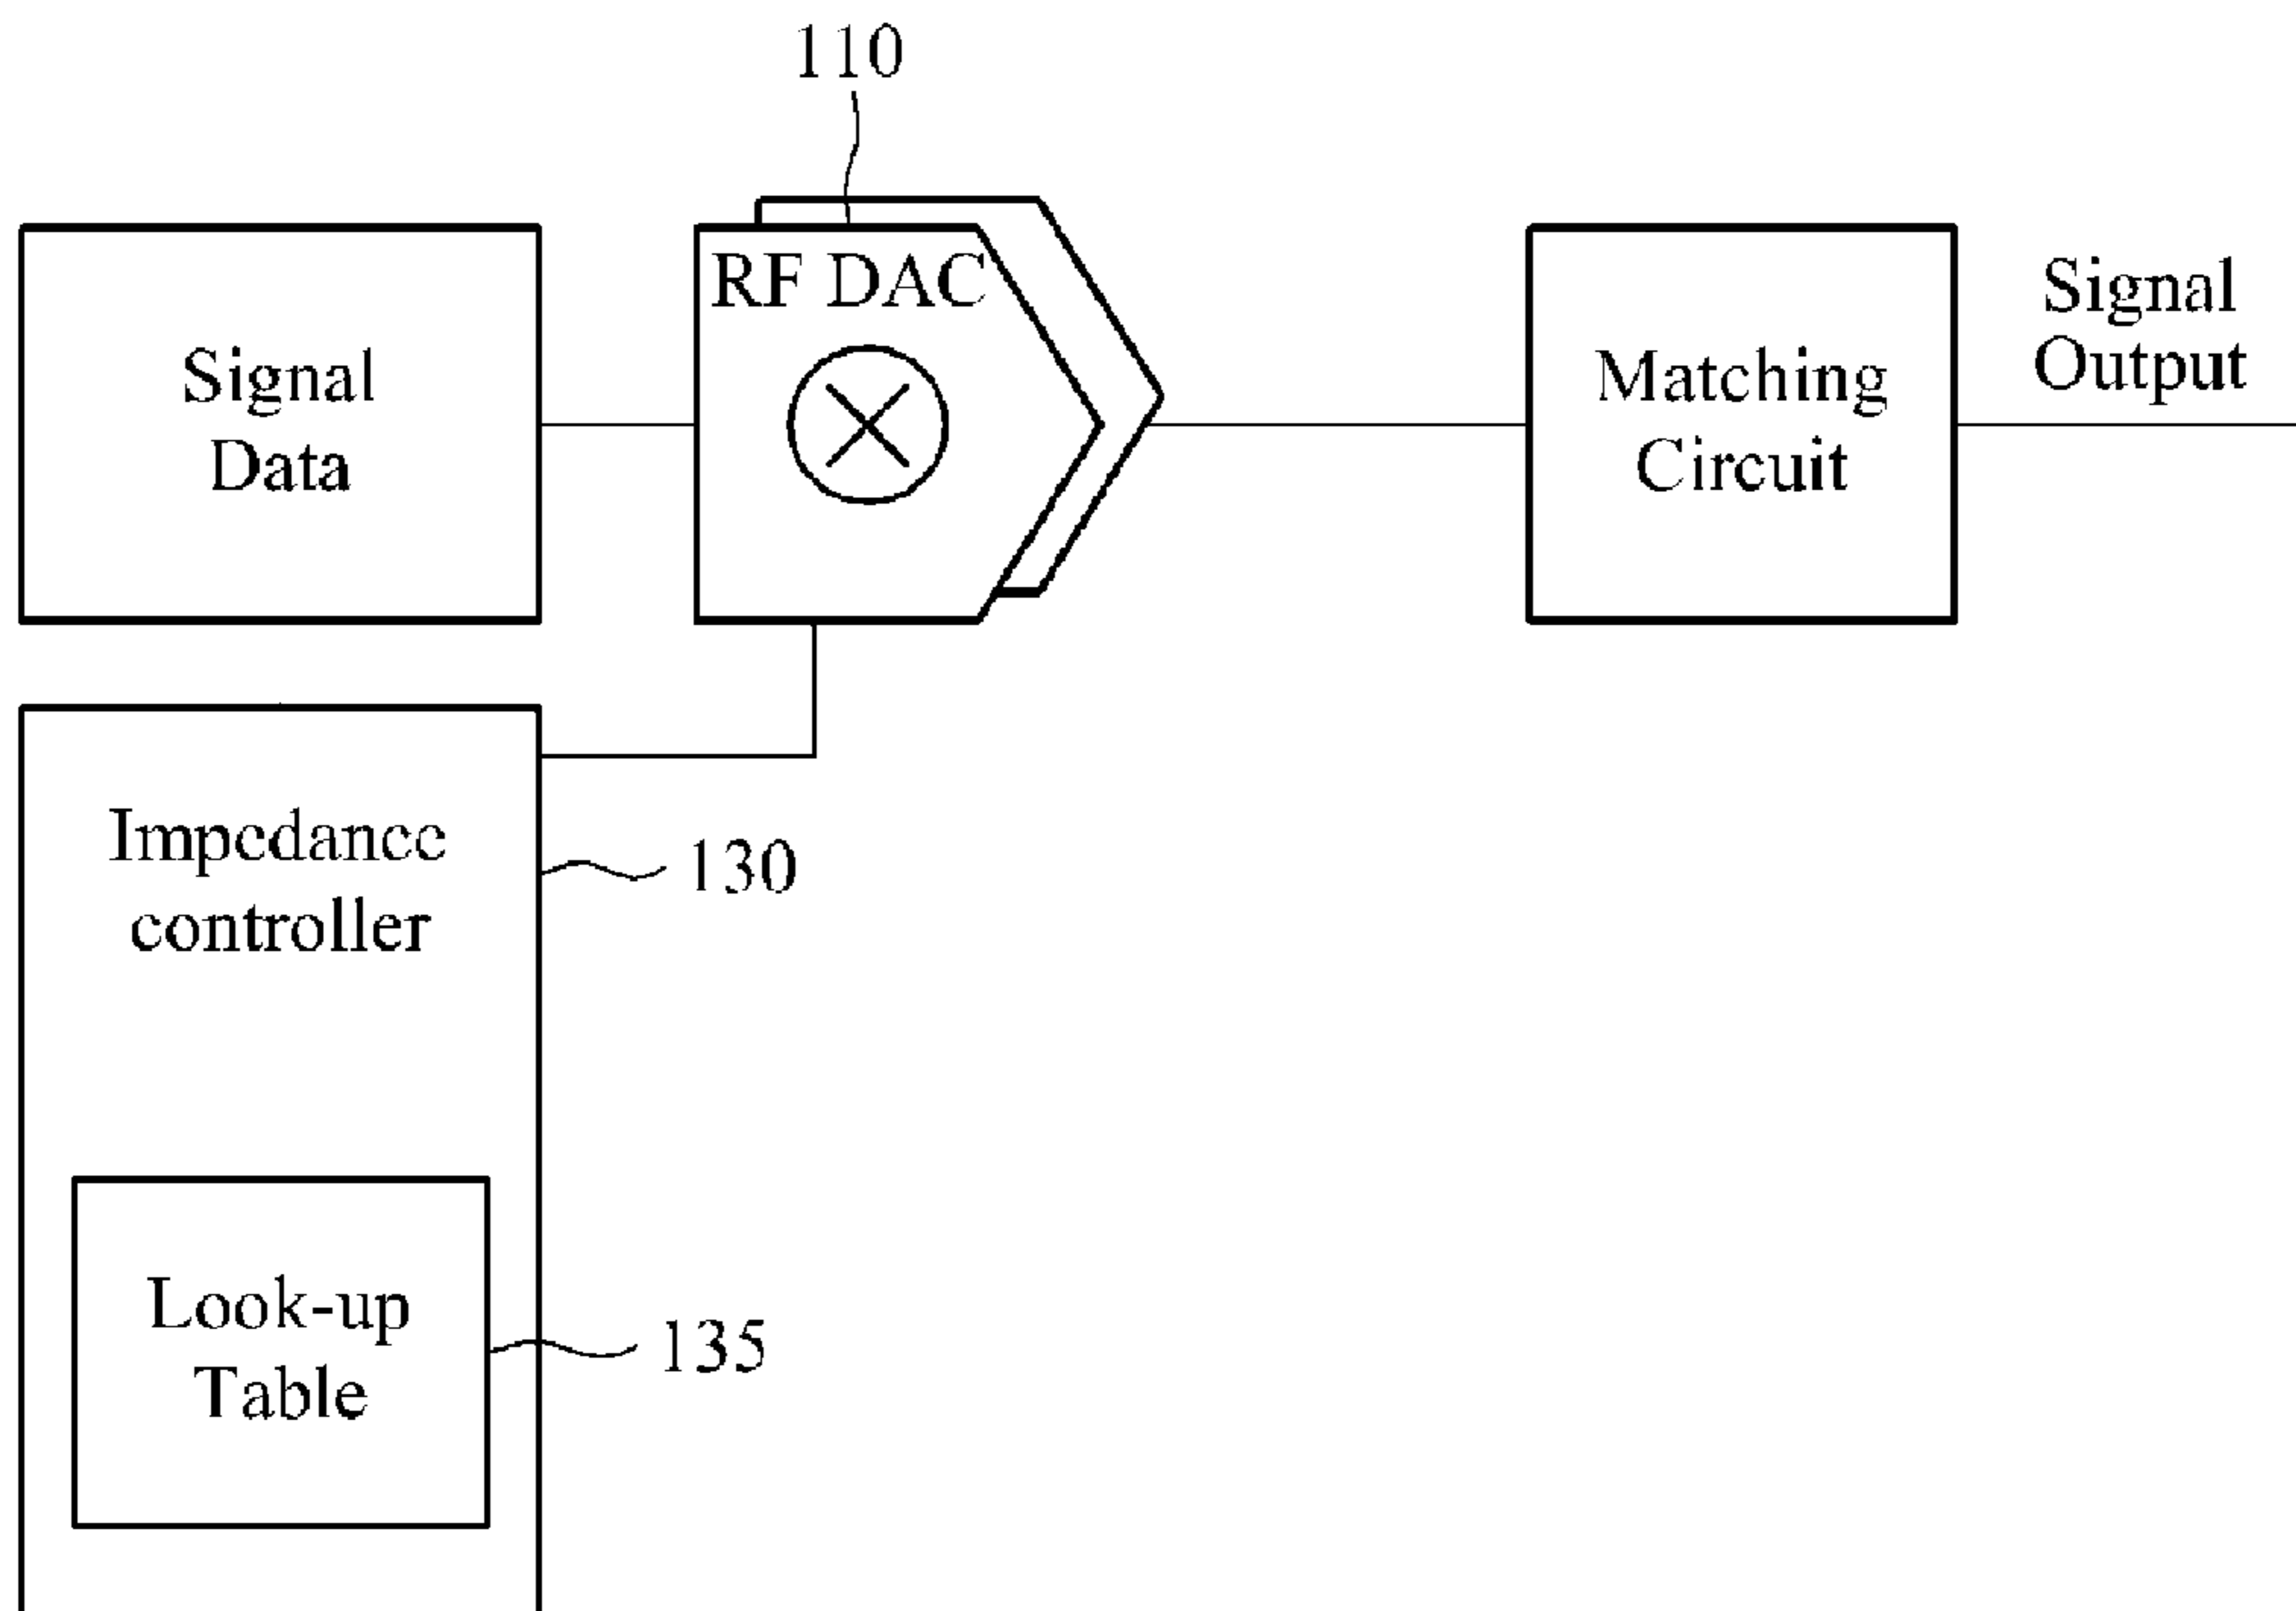 110
RF DAC
Signal
Data
Matching
Circuit
Signal
Output
Impedance
controller
130
Look-up
Table
135